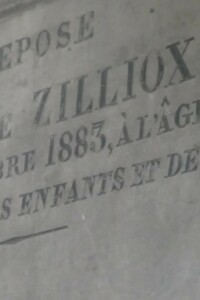 EPOSE
E ZILLIOX
BRE 1883, À L'ÂG
S ENFANTS ET DE